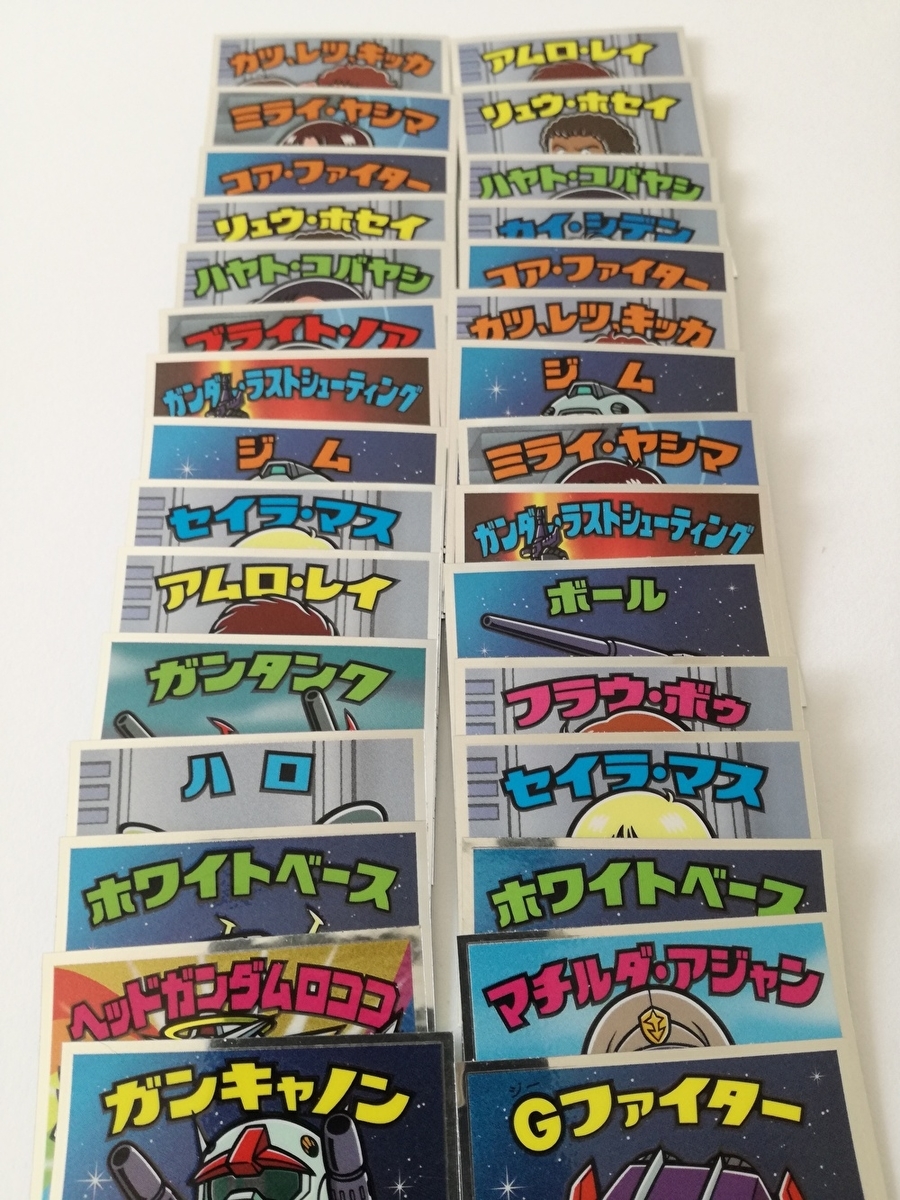 カツ、レツ、キッカ
ミライ・ヤシマ
コア・ファイター
リュウ・ホセイ
ハヤト・コバヤシ
ブライト・ノア
ガンダム・ラストシューティング
ジム
セイラ・マス
アムロ・レイ
ガンタンク
ハロ
ホワイトベース
ヘッドガンダムロココ
ガンキャノン
アムロ・レイ
リュウ・ホセイ
ハヤト・コバヤシ
カイ・シデン
コア・ファイター
カツ、レツ、キッカ
ジム
ミライ・ヤシマ
ガンダム・ラストシューティング
ボール
フラウ・ボゥ
セイラ・マス
ホワイトベース
マチルダ・アジャン
ジー
Gファイター